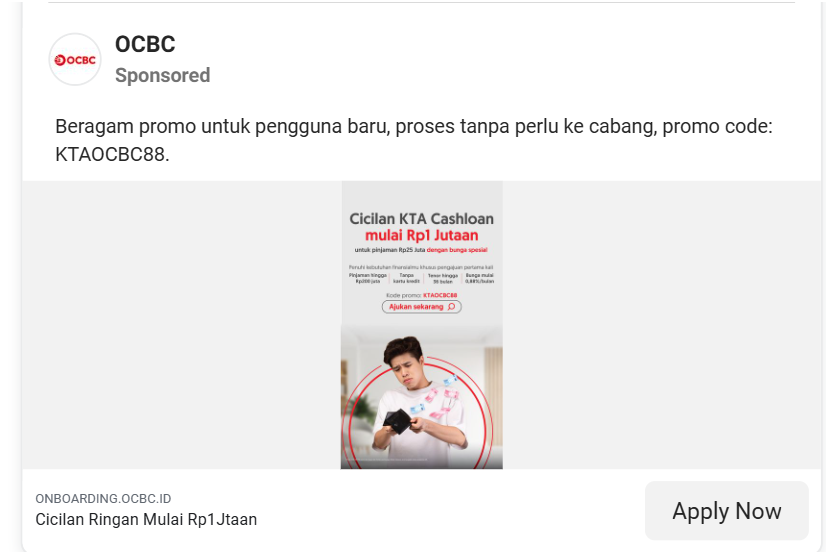 OCBC
OCBC
Sponsored
Beragam promo untuk pengguna baru, proses tanpa perlu ke cabang, promo code:
KTAOCBC88.
Cicilan KTA Cashloan
mulai Rp1 Jutaan
untuk pinjaman Rp25 Juta dengan bunga spesial
Penuhi kebutuhan finansialmu khusus pengajuan pertama kali
Pinjaman hingga Rp200 juta
Tanpa kartu kredit
Tenor hingga 36 bulan
Bunga mulai 0,88%/bulan
Kode promo: KTAOCBC88
Ajukan sekarang
ONBOARDING.OCBC.ID
Cicilan Ringan Mulai Rp1Jtaan
Apply Now